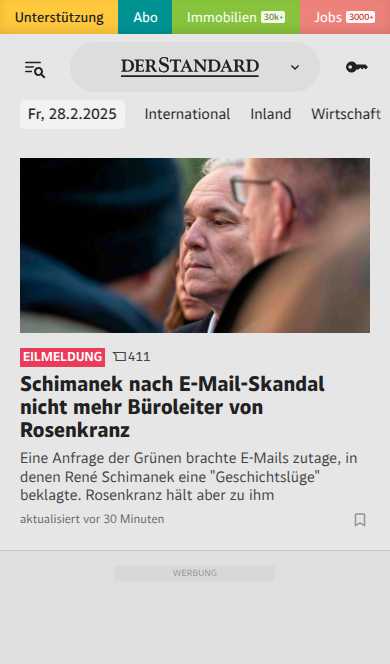 Unterstützung Abo Immobilien 30k+ Jobs 3000+
DERSTANDARD
Fr, 28.2.2025 International Inland Wirtschaft
EILMELDUNG 411
Schimanek nach E-Mail-Skandal
nicht mehr Büroleiter von
Rosenkranz
Eine Anfrage der Grünen brachte E-Mails zutage, in
denen René Schimanek eine "Geschichtslüge"
beklagte. Rosenkranz hält aber zu ihm
aktualisiert vor 30 Minuten
WERBUNG